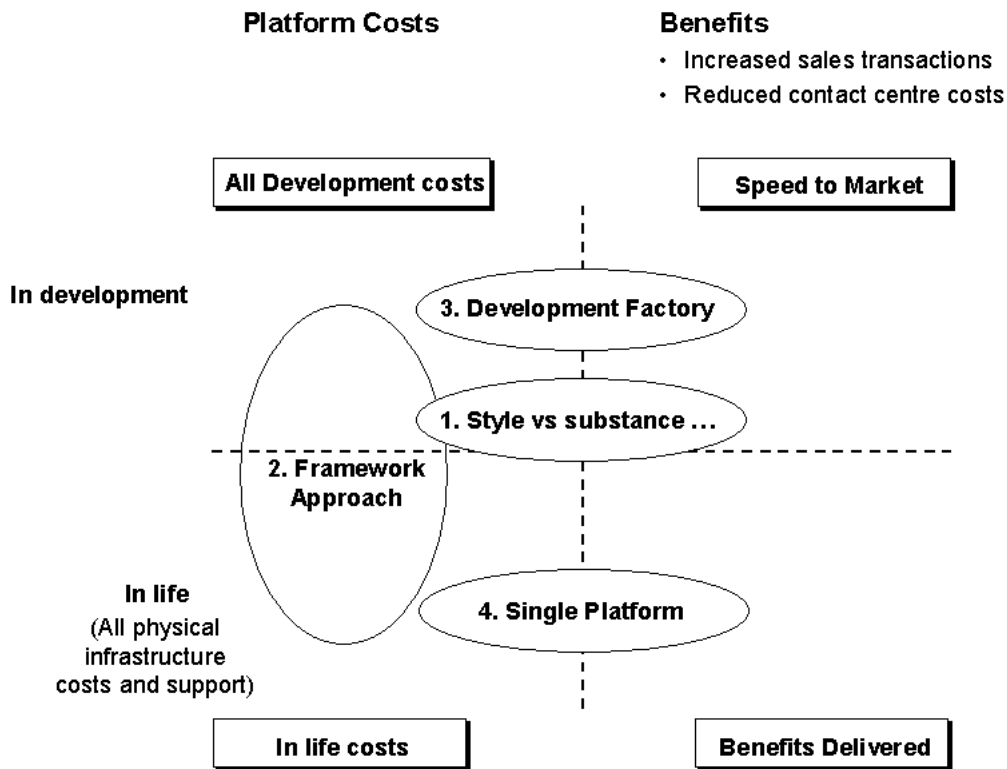 Platform Costs
Benefits
• Increased sales transactions
• Reduced contact centre costs
All Development costs
Speed to Market
In development
3. Development Factory
1. Style vs substance ...
2. Framework
Approach
In life
(All physical
infrastructure
costs and support)
4. Single Platform
In life costs
Benefits Delivered